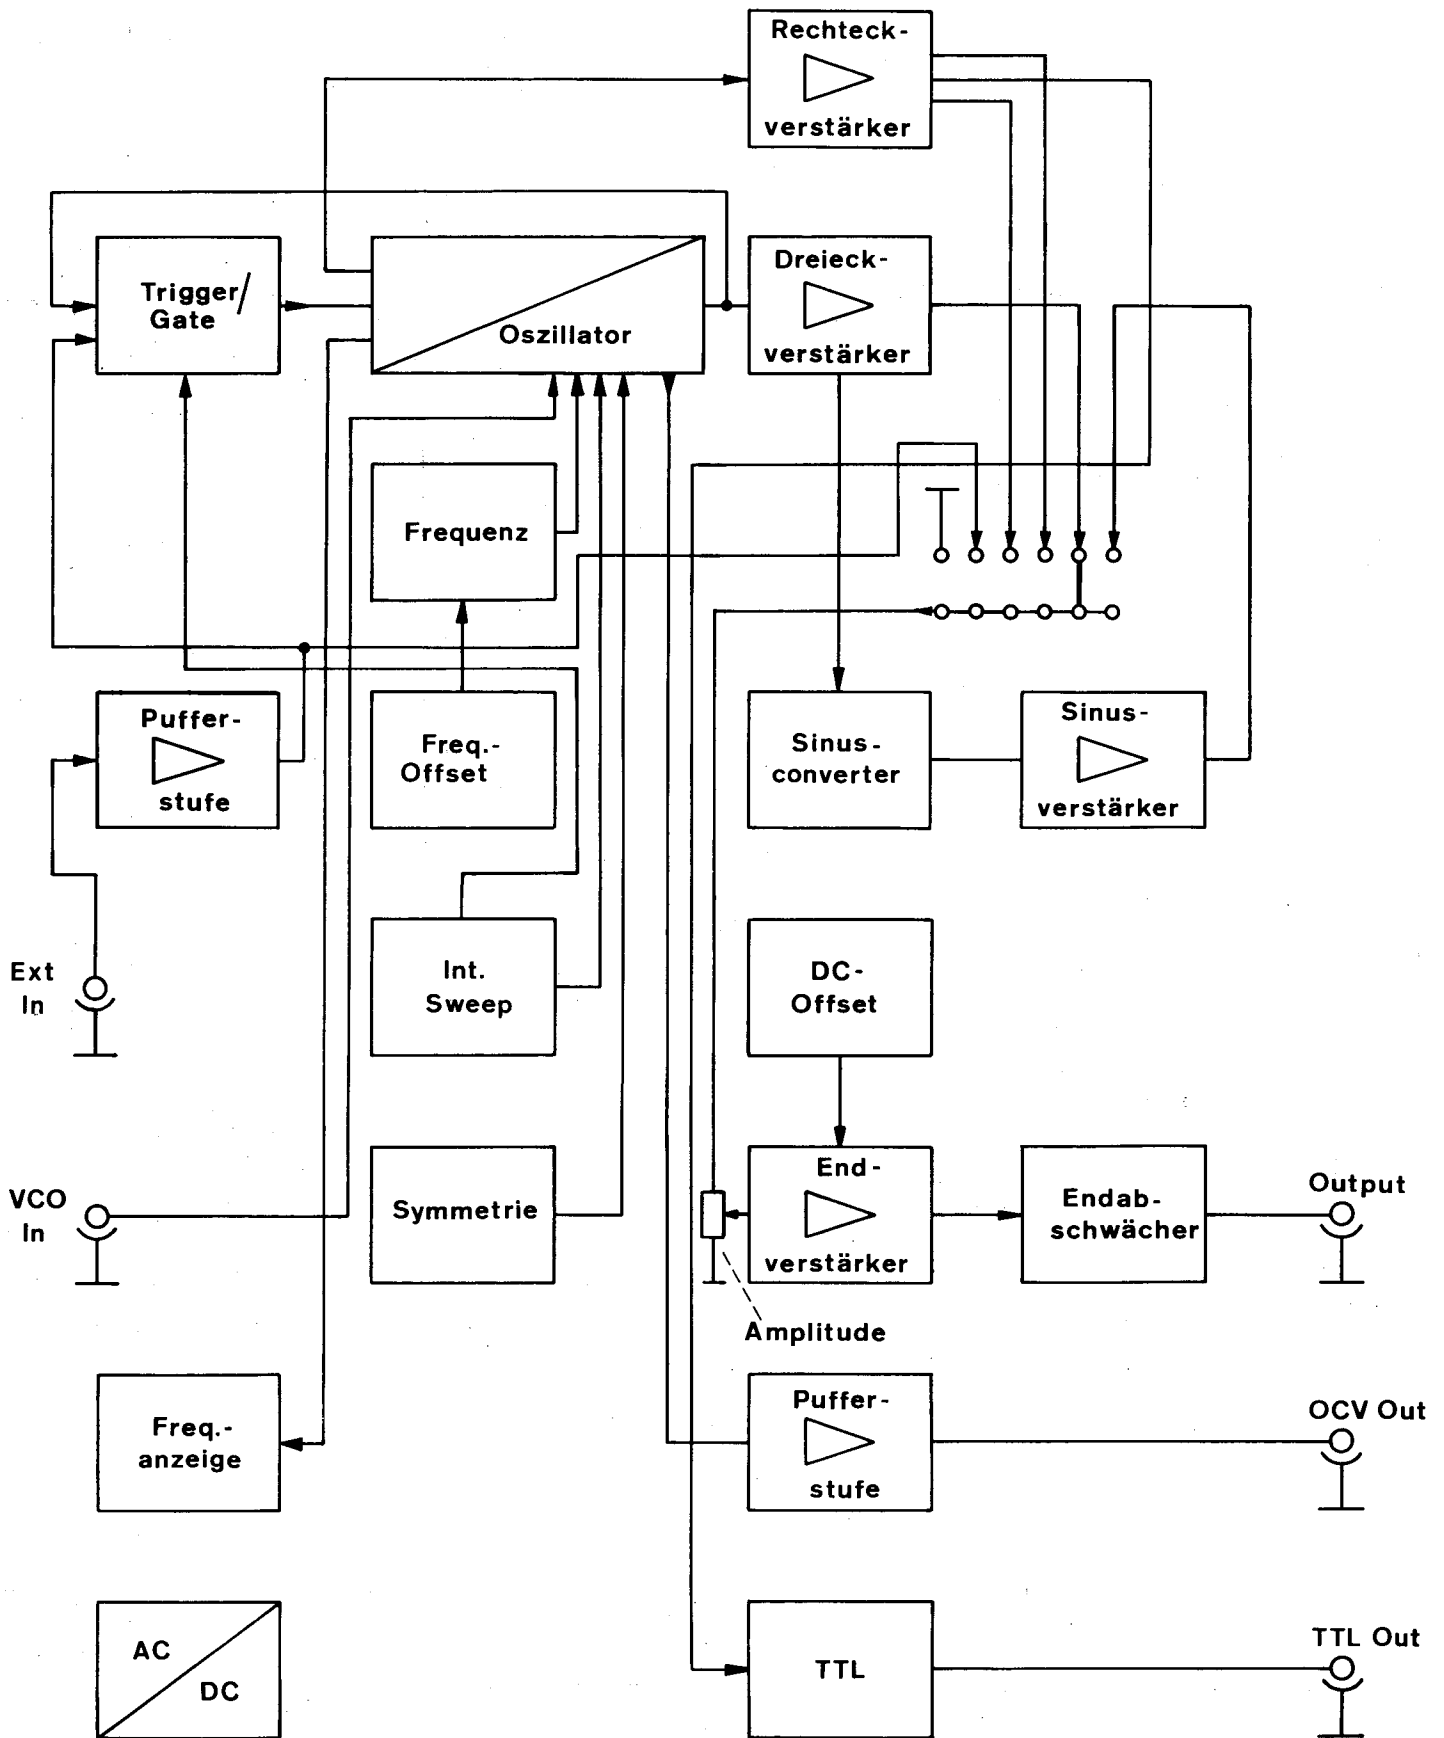 Rechteck-
verstärker
Trigger/
Gate
Oszillator
Dreieck-
verstärker
Frequenz
Puffer-
stufe
Freq.-
Offset
Sinus-
converter
Sinus-
verstärker
Ext
In
Int.
Sweep
DC-
Offset
VCO
In
Symmetrie
End-
verstärker
Endab-
schwächer
Output
Amplitude
Freq.-
anzeige
Puffer-
stufe
OCV Out
AC
DC
TTL
TTL Out